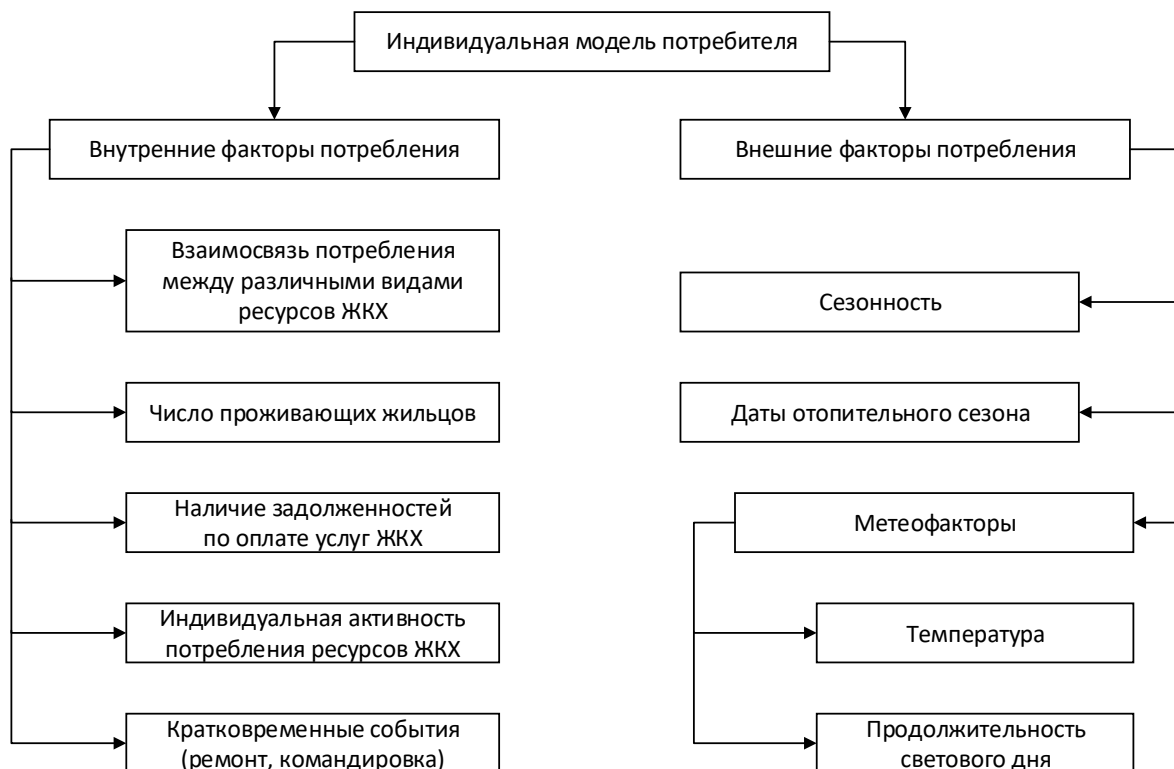 Индивидуальная модель потребителя
Внутренние факторы потребления
Взаимосвязь потребления
между различными видами
ресурсов ЖКХ
Число проживающих жильцов
Наличие задолженностей
по оплате услуг ЖКХ
Индивидуальная активность
потребления ресурсов ЖКХ
Кратковременные события
(ремонт, командировка)
Внешние факторы потребления
Сезонность
Даты отопительного сезона
Метеофакторы
Температура
Продолжительность
светового дня